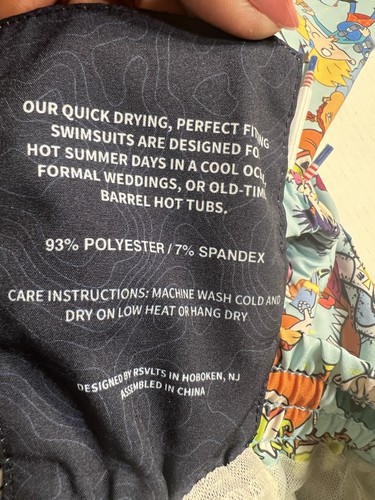 OUR QUICK DRYING, PERFECT FITTING
SWIMSUITS ARE DESIGNED FO
HOT SUMMER DAYS IN A COOL OCE
FORMAL WEDDINGS, OR OLD-TIM
BARREL HOT TUBS.
93% POLYESTER / 7% SPANDEX
CARE INSTRUCTIONS: MACHINE WASH COLD AND
DRY ON LOW HEAT OR HANG DRY
DESIGNED BY RSVLTS IN HOBOKEN, NJ
ASSEMBLED IN CHINA